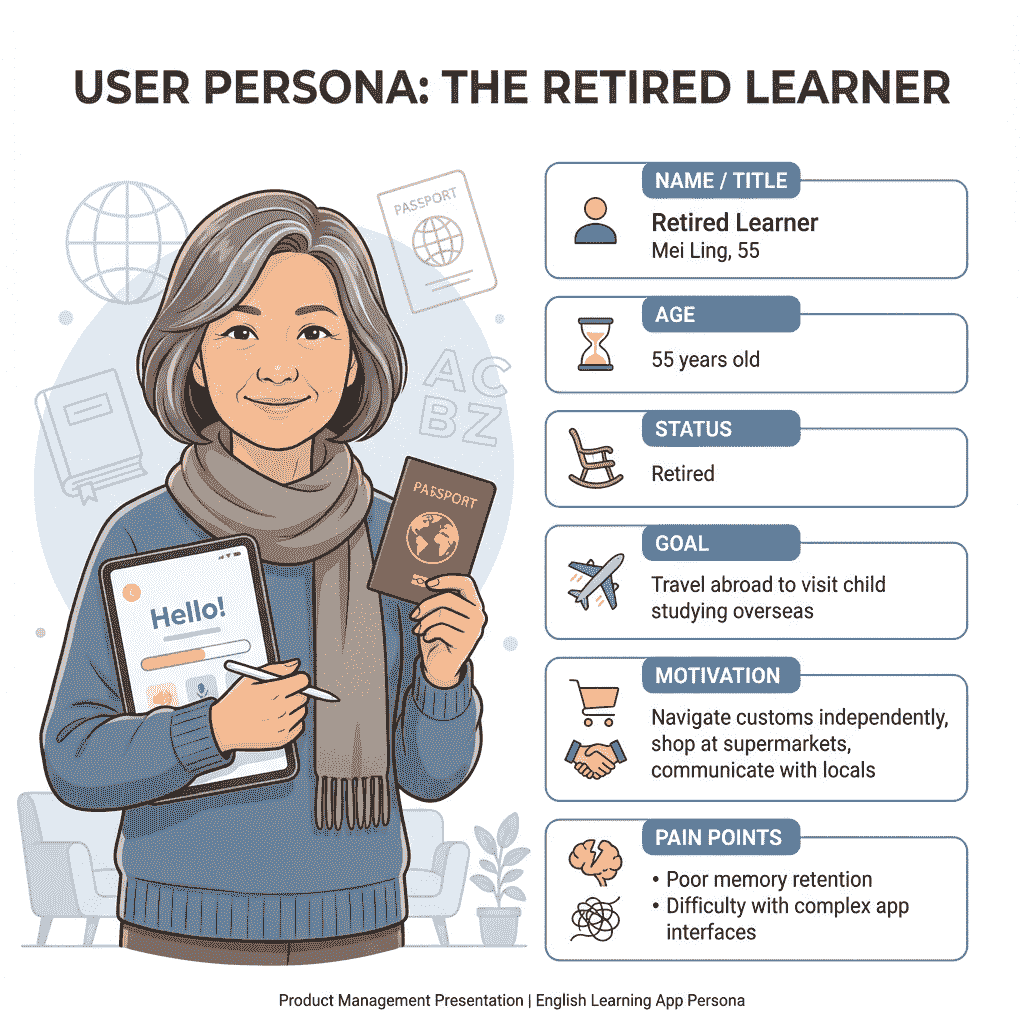 USER PERSONA: THE RETIRED LEARNER
PASSPORT
AC
BZ
PASSPORT
Hello!
NAME / TITLE
Retired Learner
Mei Ling, 55
AGE
55 years old
STATUS
Retired
GOAL
Travel abroad to visit child
studying overseas
MOTIVATION
Navigate customs independently,
shop at supermarkets,
communicate with locals
PAIN POINTS
• Poor memory retention
• Difficulty with complex app
interfaces
Product Management Presentation | English Learning App Persona